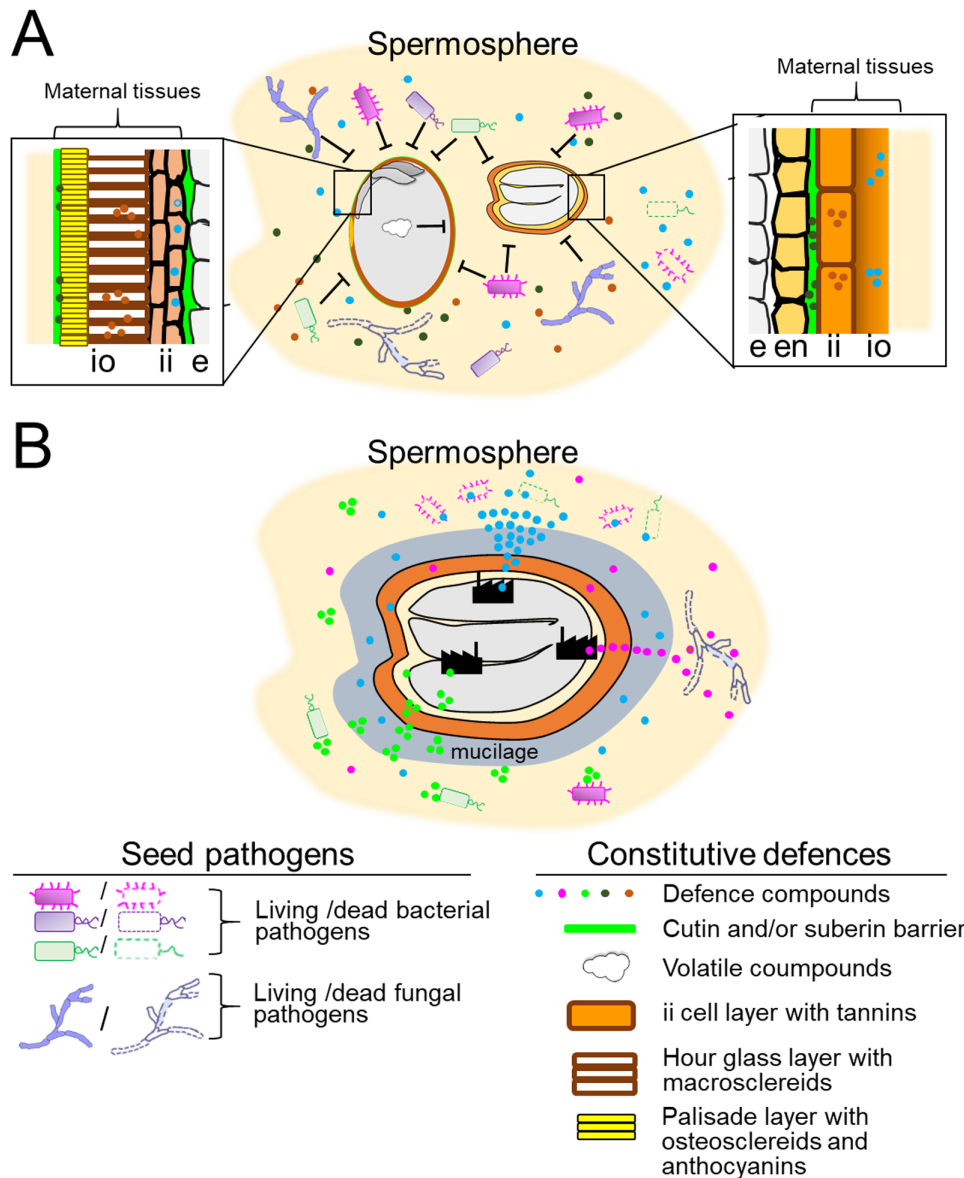 A
Spermosphere
Maternal tissues
Maternal tissues
io ii e
e en ii io
B
Spermosphere
mucilage
Seed pathogens
/
/
/
Living /dead bacterial
pathogens
/
Living /dead fungal
pathogens
Constitutive defences
Defence compounds
Cutin and/or suberin barrier
Volatile coumpounds
ii cell layer with tannins
Hour glass layer with
macrosclereids
Palisade layer with
osteosclereids and
anthocyanins